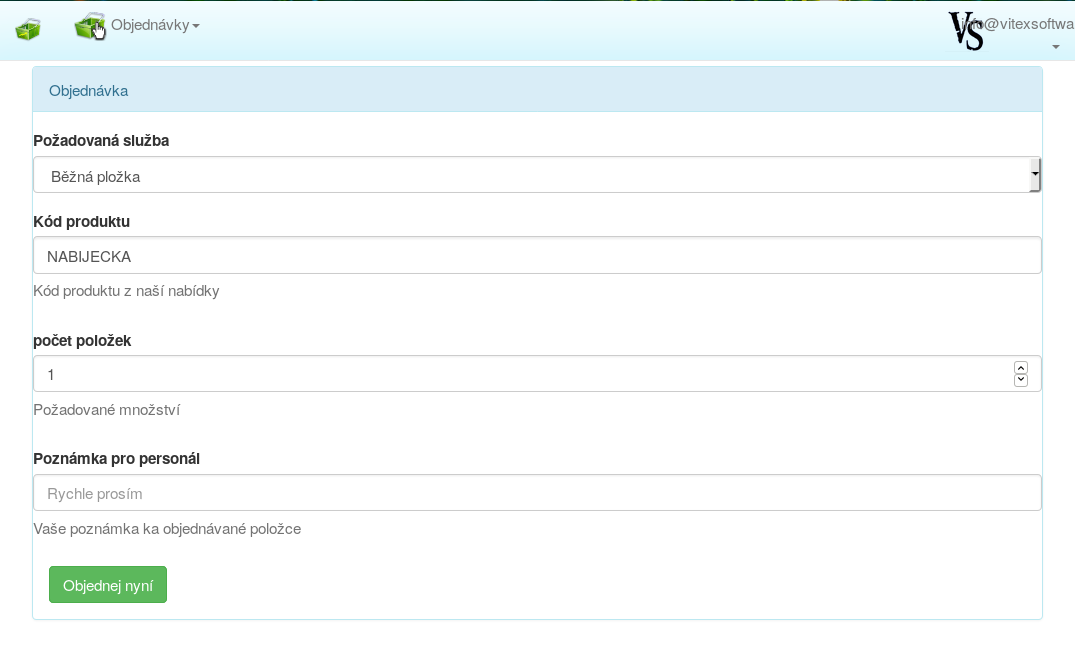 Objednávky
VS
info@vitexsoftwa
Objednávka
Požadovaná služba
Běžná pložka
Kód produktu
NABIJECKA
Kód produktu z naší nabídky
počet položek
1
Požadované množství
Poznámka pro personál
Rychle prosím
Vaše poznámka ka objednávané položce
Objednej nyní